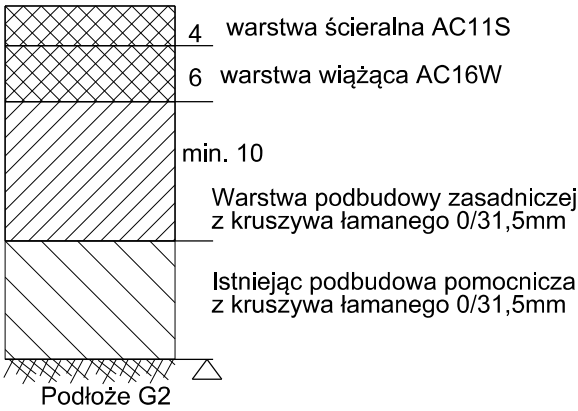 4 warstwa ścieralna AC11S
6 warstwa wiążąca AC16W
min. 10
Warstwa podbudowy zasadniczej
z kruszywa łamanego 0/31,5mm
Istniejąc podbudowa pomocnicza
z kruszywa łamanego 0/31,5mm
Podłoże G2